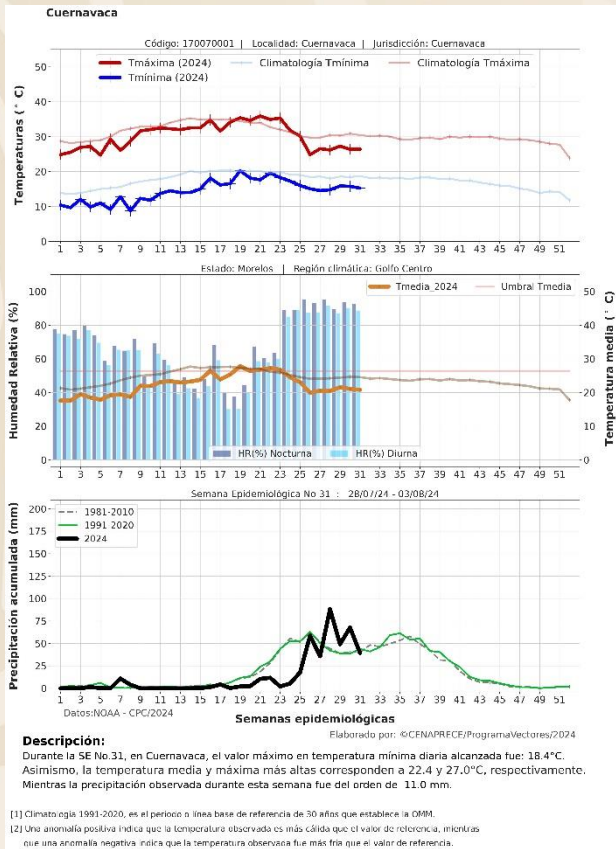 Cuernavaca
Código: 170070001 | Localidad: Cuernavaca | Jurisdicción: Cuernavaca
Tmáxima (2024) Climatología Tmínima Climatología Tmáxima
Tmínima (2024)
Temperaturas (° C)
50
40
30
20
10
0
1 3 5 7 9 11 13 15 17 19 21 23 25 27 29 31 33 35 37 39 41 43 45 47 49 51
Estado: Morelos | Región climática: Golfo Centro
Tmedia_2024 Umbral Tmedia
Humedad Relativa (%)
Temperatura media (° C)
100 50
80 40
60 30
40 20
20 10
0 0
HR(%) Nocturna HR(%) Diurna
1 3 5 7 9 11 13 15 17 19 21 23 25 27 29 31 33 35 37 39 41 43 45 47 49 51
Semana Epidemiológica No 31 : 28/07/24 - 03/08/24
1981-2010
1991-2020
2024
Precipitación acumulada (mm)
200
175
150
125
100
75
50
25
0
1 3 5 7 9 11 13 15 17 19 21 23 25 27 29 31 33 35 37 39 41 43 45 47 49 51
Datos:NOAA - CPC/2024
Semanas epidemiológicas
Elaborado por: ©CENAPRECE/ProgramaVectores/2024
Descripción:
Durante la SE No.31, en Cuernavaca, el valor máximo en temperatura mínima diaria alcanzada fue: 18.4°C.
Asimismo, la temperatura media y máxima más altas corresponden a 22.4 y 27.0°C, respectivamente.
Mientras la precipitación observada durante esta semana fue del orden de 11.0 mm.
[1] Climatología 1991-2020, es el periodo o línea base de referencia de 30 años que establece la OMM.
[2] Una anomalía positiva indica que la temperatura observada es más cálida que el valor de referencia, mientras
que una anomalía negativa indica que la temperatura observada fue más fría que el valor de referencia.